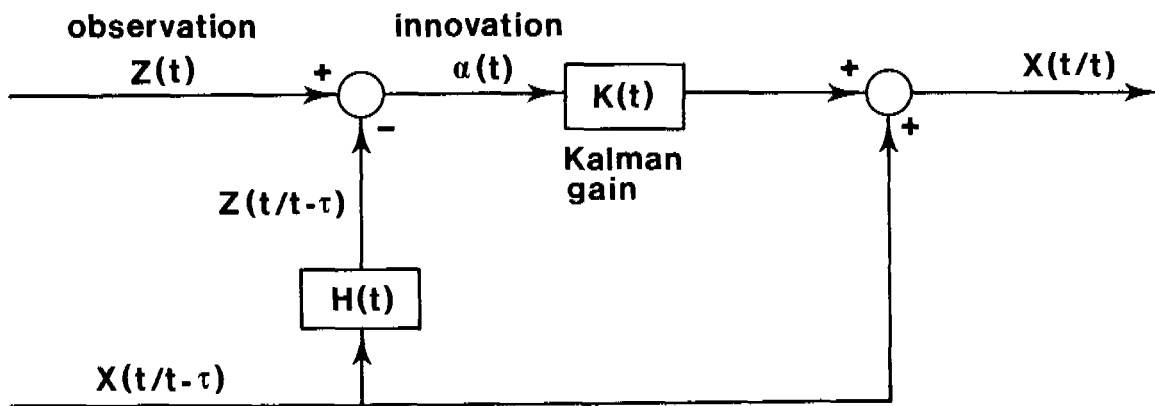 observation
innovation
Z(t)
+
α(t)
K(t)
+
X(t/t)
-
+
Kalman
gain
Z(t/t-τ)
H(t)
X(t/t-τ)